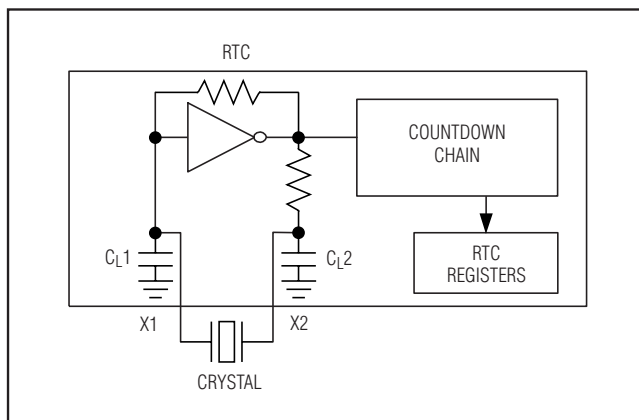 RTC
COUNTDOWN
CHAIN
RTC
REGISTERS
CL1
CL2
X1
X2
CRYSTAL